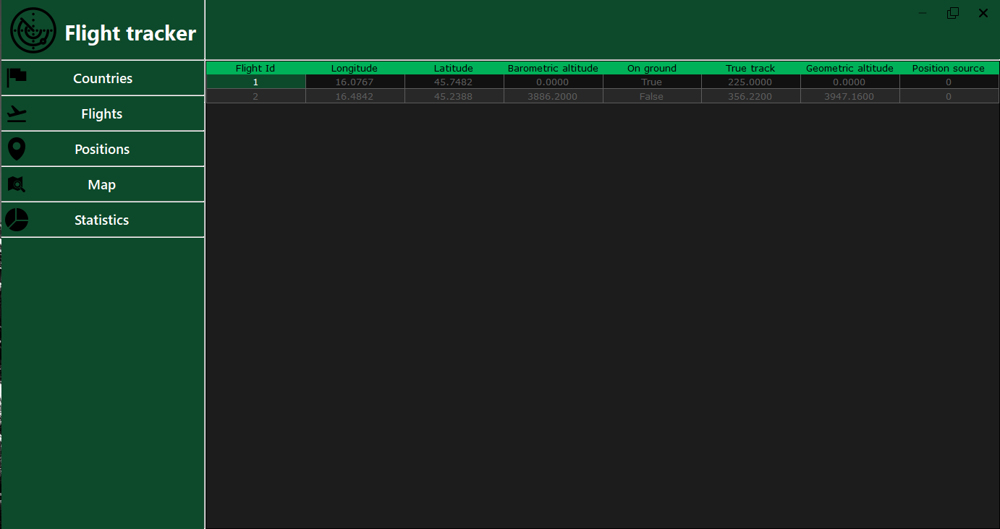 Flight tracker
Countries
Flights
Positions
Map
Statistics
Flight Id Longitude Latitude Barometric altitude On ground True track Geometric altitude Position source
1 16.0767 45.7482 0.0000 True 225.0000 0.0000 0
2 16.4842 45.2388 3886.2000 False 356.2200 3947.1600 0